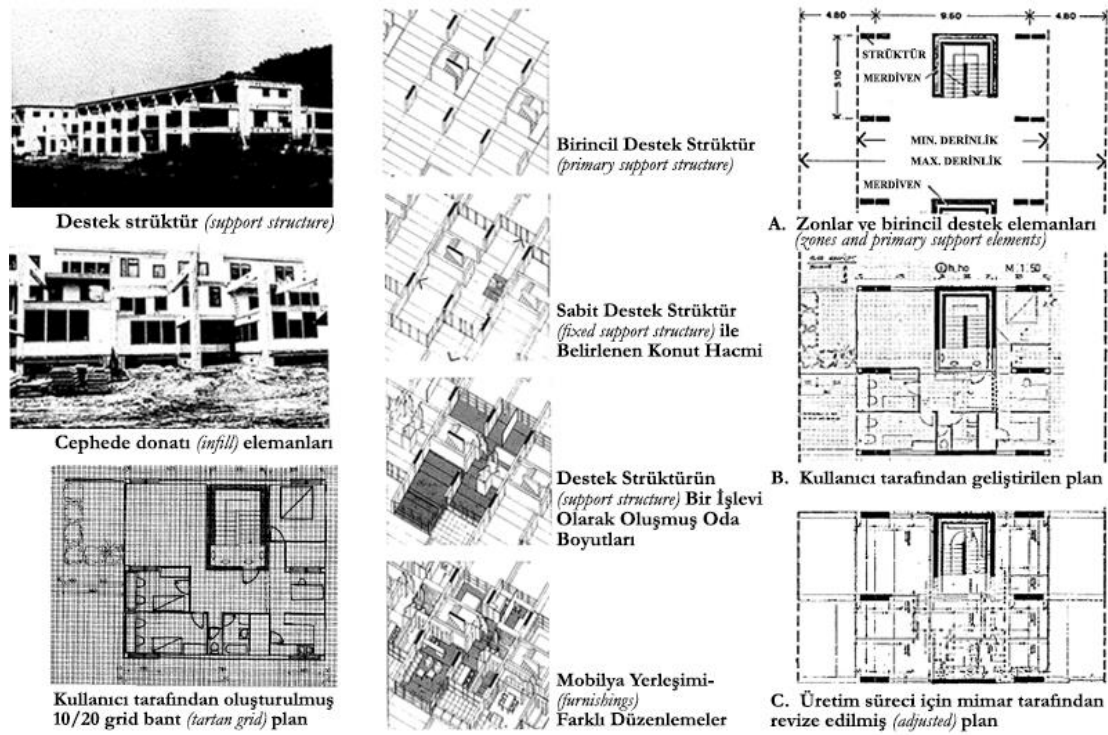 Destek strüktür (support structure)
Cephede donatı (infill) elemanları
Kullanıcı tarafından oluşturulmuş
10/20 grid bant (tartan grid) plan
Birincil Destek Strüktür
(primary support structure)
Sabit Destek Strüktür
(fixed support structure) ile
Belirlenen Konut Hacmi
Destek Strüktürün
(support structure) Bir İşlevi
Olarak Oluşmuş Oda
Boyutları
Mobilya Yerleşimi-
(furnishings)
Farklı Düzenlemeler
4.80 9.60 4.80
STRÜKTÜR
MERDİVEN
MIN. DERINLIK
MAX. DERINLIK
MERDİVEN
A. Zonlar ve birincil destek elemanları
(zones and primary support elements)
M 1.50
B. Kullanıcı tarafından geliştirilen plan
C. Üretim süreci için mimar tarafından
revize edilmiş (adjusted) plan